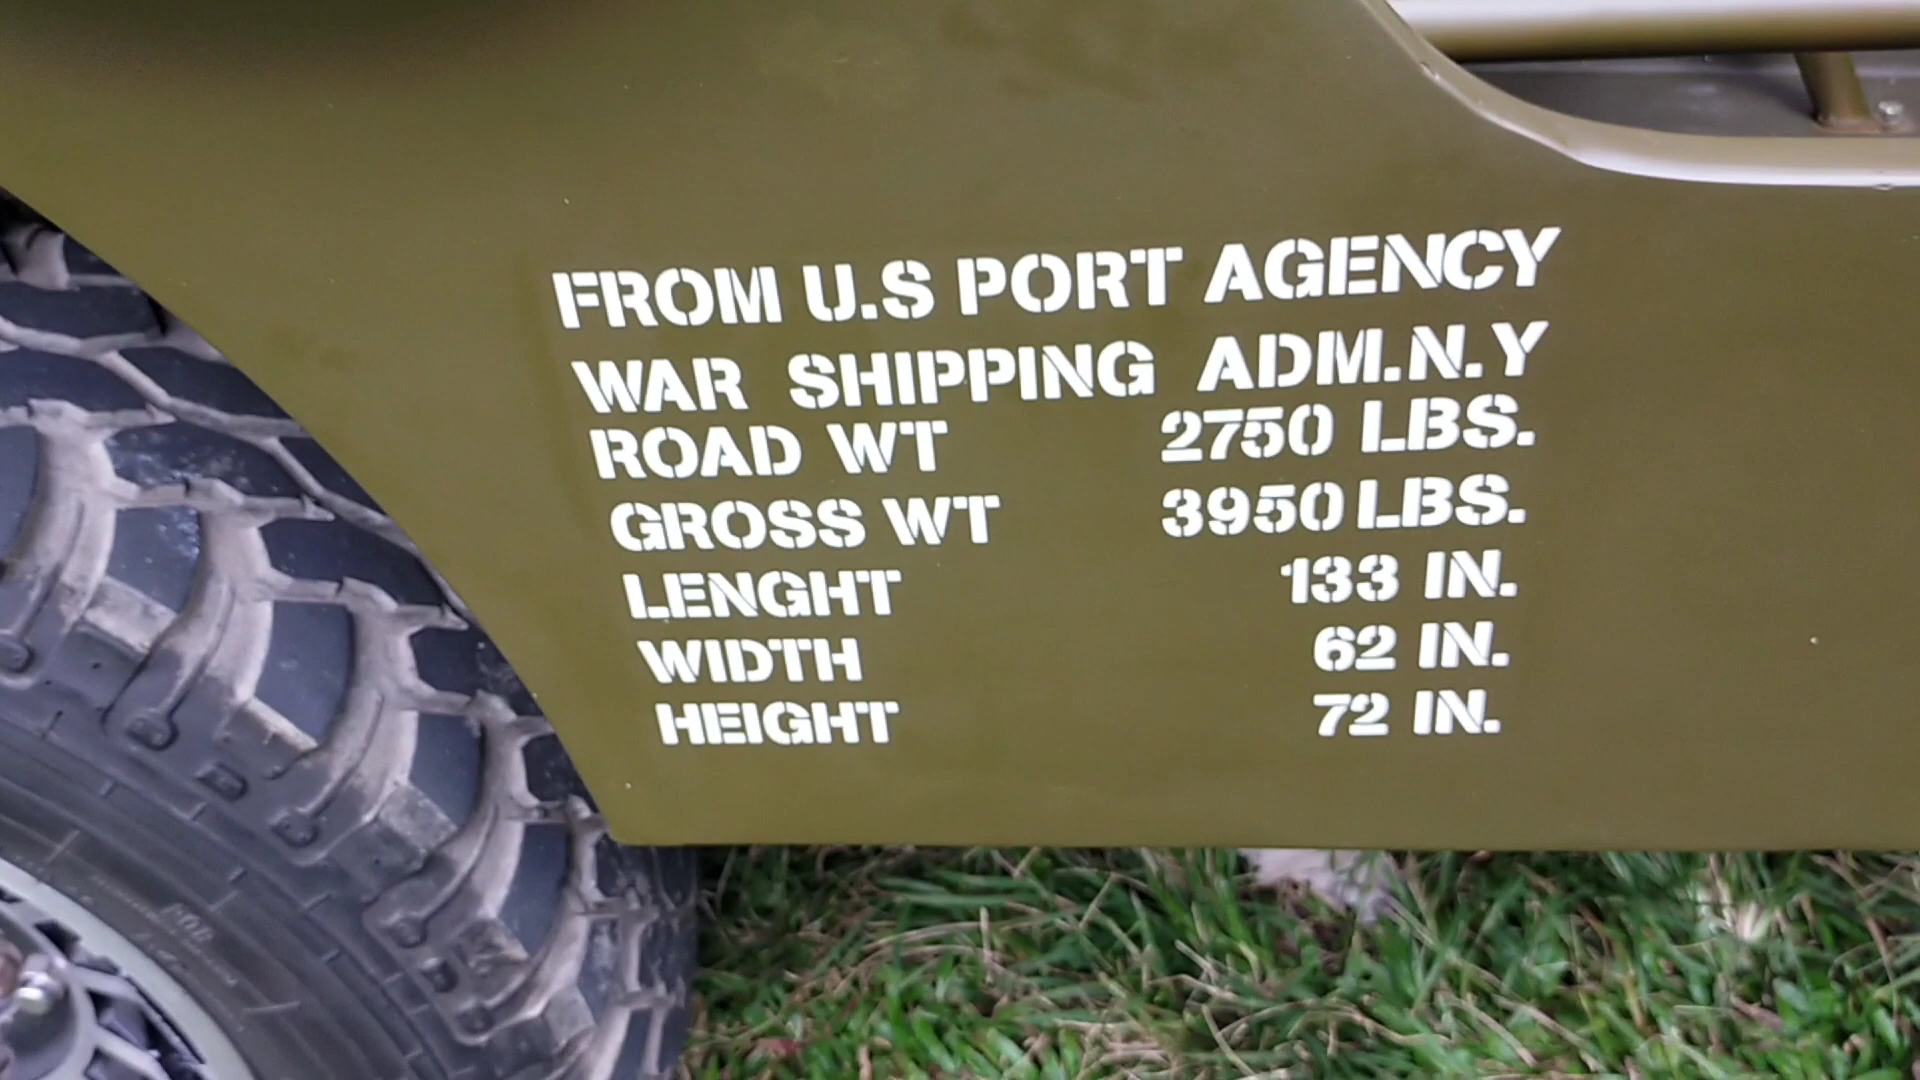 FROM U.S PORT AGENCY
WAR SHIPPING ADM.N.Y
ROAD WT 2750 LBS.
GROSS WT 3950 LBS.
LENGHT 133 IN.
WIDTH 62 IN.
HEIGHT 72 IN.